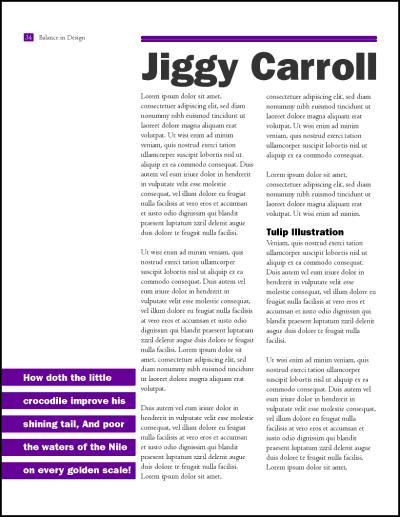 34 Balance in Design
Jiggy Carroll
Lorem ipsum dolor sit amet,
consectetuer adipiscing elit, sed diam
nonummy nibh euismod tincidunt ut
laoreet dolore magna aliquam erat
volutpat. Ut wisi enim ad minim
veniam, quis nostrud exerci tation
ullamcorper suscipit lobortis nisl ut
aliquip ex ea commodo consequat. Duis
autem vel eum iriure dolor in hendrerit
in vulputate velit esse molestie
consequat, vel illum dolore eu feugiat
nulla facilisis at vero eros et accumsan
et iusto odio dignissim qui blandit
praesent luptatum zzril delenit augue
duis dolore te feugait nulla facilisi.
Ut wisi enim ad minim veniam, quis
nostrud exerci tation ullamcorper
suscipit lobortis nisl ut aliquip ex ea
commodo consequat. Duis autem vel
eum iriure dolor in hendrerit in
vulputate velit esse molestie consequat,
vel illum dolore eu feugiat nulla facilisis
at vero eros et accumsan et iusto odio
dignissim qui blandit praesent luptatum
zzril delenit augue duis dolore te feugait
nulla facilisi. Lorem ipsum dolor sit
amet, consectetuer adipiscing elit, sed
diam nonummy nibh euismod tincidunt
ut laoreet dolore magna aliquam erat
volutpat.
Duis autem vel eum iriure dolor in
hendrerit in vulputate velit esse molestie
consequat, vel illum dolore eu feugiat
nulla facilisis at vero eros et accumsan
et iusto odio dignissim qui blandit
praesent luptatum zzril delenit augue
duis dolore te feugait nulla facilisi.
Lorem ipsum dolor sit amet,
consectetuer adipiscing elit, sed diam
nonummy nibh euismod tincidunt ut
laoreet dolore magna aliquam erat
volutpat. Ut wisi enim ad minim
veniam, quis nostrud exerci tation
ullamcorper suscipit lobortis nisl ut
aliquip ex ea commodo consequat.
Lorem ipsum dolor sit amet,
consectetuer adipiscing elit, sed diam
nonummy nibh euismod tincidunt ut
laoreet dolore magna aliquam erat
volutpat. Ut wisi enim ad minim.
Tulip Illustration
Veniam, quis nostrud exerci tation
ullamcorper suscipit lobortis nisl ut
aliquip ex ea commodo consequat.
Duis autem vel eum iriure dolor in
hendrerit in vulputate velit esse
molestie consequat, vel illum dolore eu
feugiat nulla facilisis at vero eros et
accumsan et iusto odio dignissim qui
blandit praesent luptatum zzril delenit
augue duis dolore te feugait nulla
facilisi.
Ut wisi enim ad minim veniam, quis
nostrud exerci tation ullamcorper
suscipit lobortis nisl ut aliquip ex ea
commodo consequat. Duis autem vel
eum iriure dolor in hendrerit in
vulputate velit esse molestie consequat,
vel illum dolore eu feugiat nulla
facilisis at vero eros et accumsan et
iusto odio dignissim qui blandit
praesent luptatum zzril delenit augue
duis dolore te feugait nulla facilisi.
Lorem ipsum dolor sit amet,
How doth the little
crocodile improve his
shining tail, And poor
the waters of the Nile
on every golden scale!